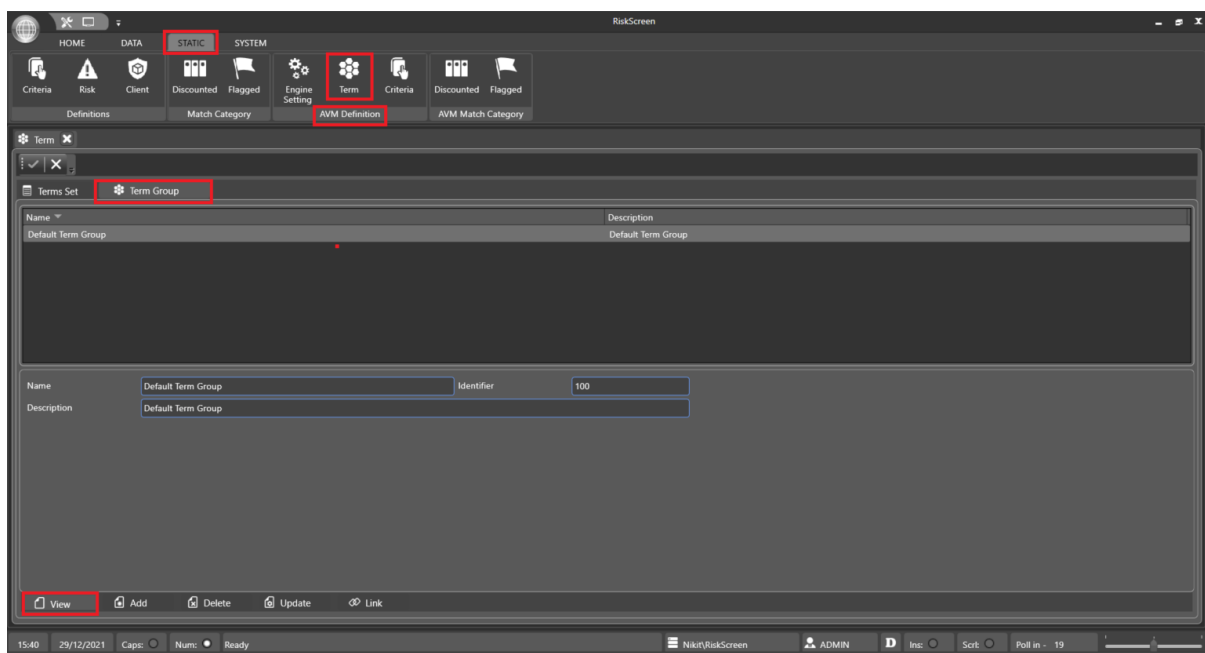 RiskScreen
HOME DATA STATIC SYSTEM
Criteria Risk Client Discounted Flagged Engine Setting Term Criteria Discounted Flagged
Definitions Match Category AVM Definition AVM Match Category
Term
Terms Set Term Group
Name Description
Default Term Group Default Term Group
Name Default Term Group Identifier 100
Description Default Term Group
View Add Delete Update Link
15:40 29/12/2021 Caps: Num: Ready Nikit\RiskScreen ADMIN D Ins: Scrl: Poll in - 19